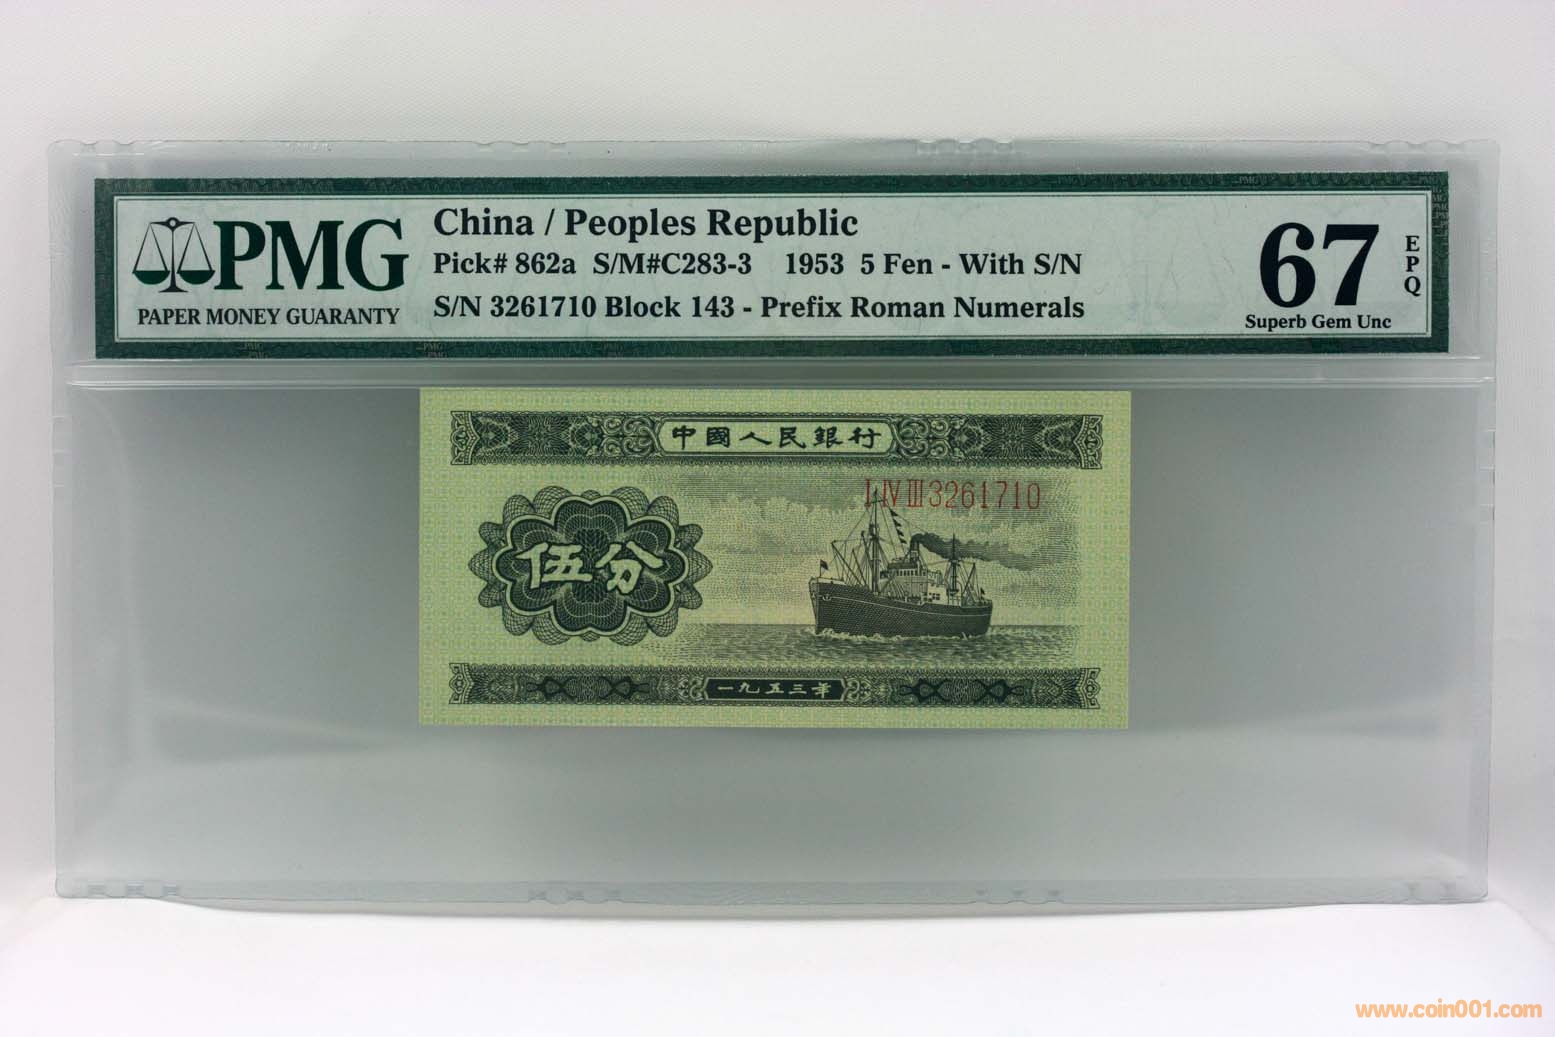 PMG
PAPER MONEY GUARANTY
China / Peoples Republic
Pick# 862a S/M#C283-3 1953 5 Fen - With S/N
S/N 3261710 Block 143 - Prefix Roman Numerals
67
EPQ
Superb Gem Unc
中國人民銀行
I IV III 3261710
伍分
一九五三年
www.coin001.com